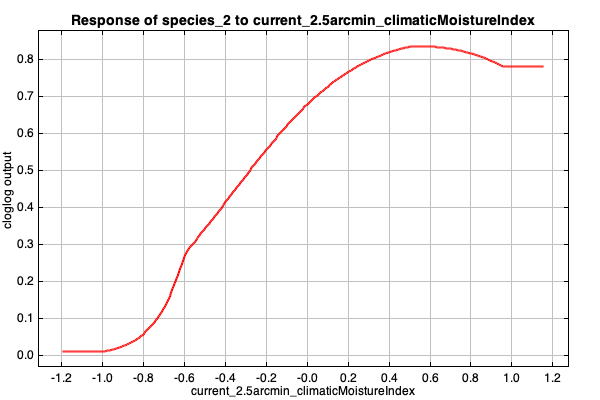 Response of species_2 to current_2.5arcmin_climaticMoistureIndex
0.8
0.7
0.6
0.5
0.4
0.3
0.2
0.1
0.0
cloglog output
-1.2 -1.0 -0.8 -0.6 -0.4 -0.2 -0.0 0.2 0.4 0.6 0.8 1.0 1.2
current_2.5arcmin_climaticMoistureIndex